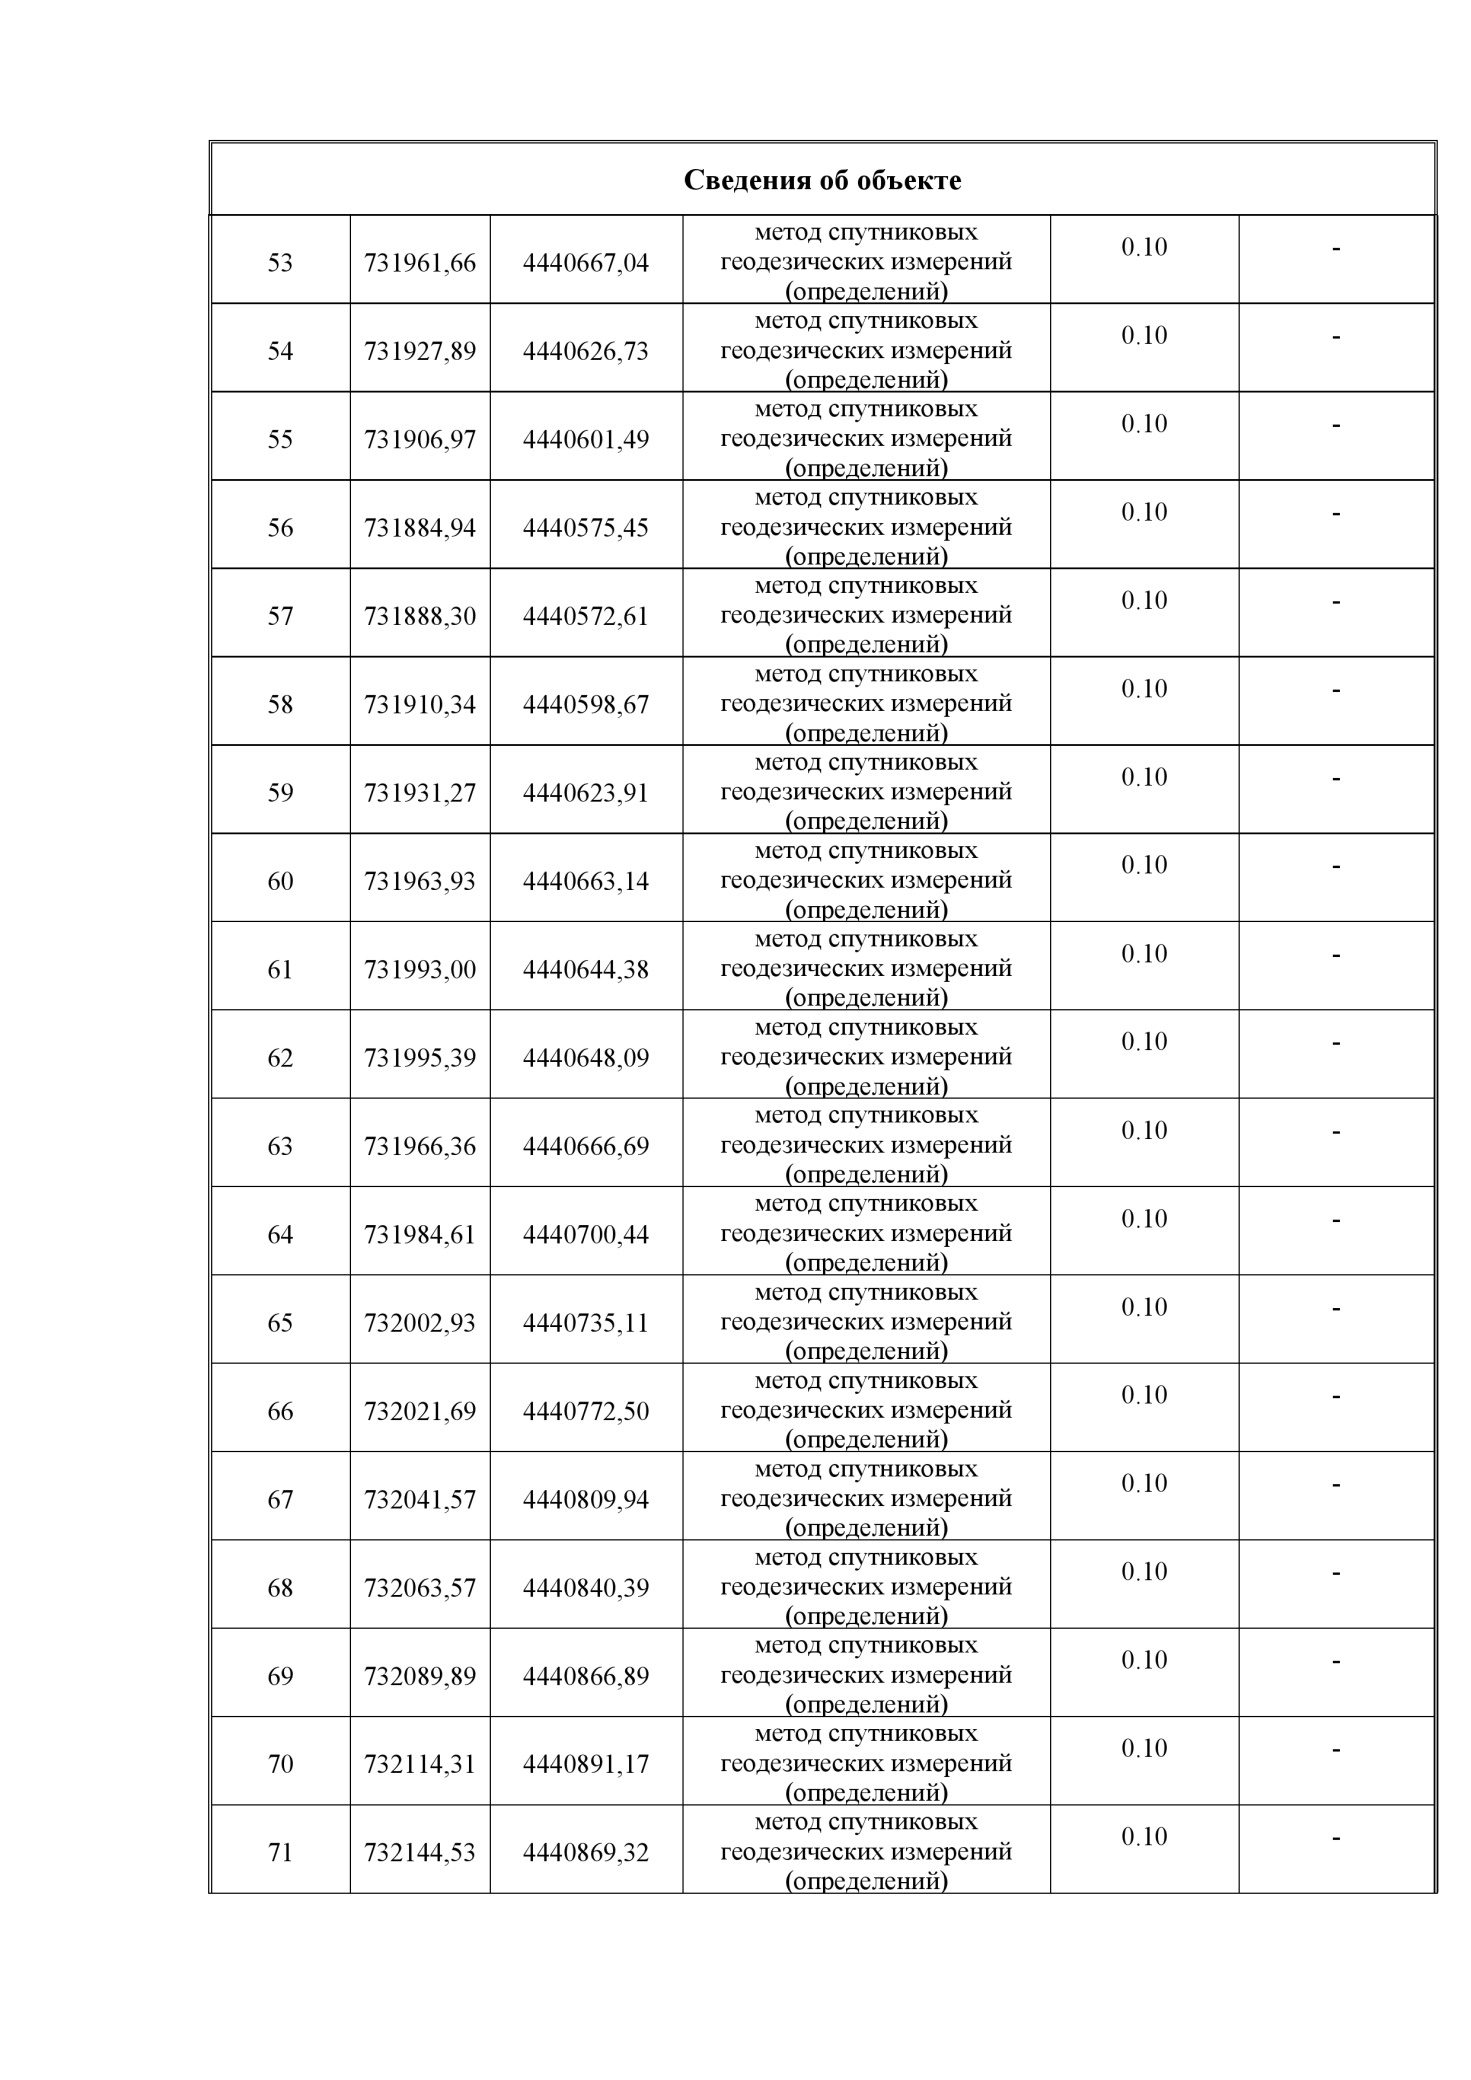 Сведения об объекте
53 731961,66 4440667,04 метод спутниковых геодезических измерений (определений) 0.10 -
54 731927,89 4440626,73 метод спутниковых геодезических измерений (определений) 0.10 -
55 731906,97 4440601,49 метод спутниковых геодезических измерений (определений) 0.10 -
56 731884,94 4440575,45 метод спутниковых геодезических измерений (определений) 0.10 -
57 731888,30 4440572,61 метод спутниковых геодезических измерений (определений) 0.10 -
58 731910,34 4440598,67 метод спутниковых геодезических измерений (определений) 0.10 -
59 731931,27 4440623,91 метод спутниковых геодезических измерений (определений) 0.10 -
60 731963,93 4440663,14 метод спутниковых геодезических измерений (определений) 0.10 -
61 731993,00 4440644,38 метод спутниковых геодезических измерений (определений) 0.10 -
62 731995,39 4440648,09 метод спутниковых геодезических измерений (определений) 0.10 -
63 731966,36 4440666,69 метод спутниковых геодезических измерений (определений) 0.10 -
64 731984,61 4440700,44 метод спутниковых геодезических измерений (определений) 0.10 -
65 732002,93 4440735,11 метод спутниковых геодезических измерений (определений) 0.10 -
66 732021,69 4440772,50 метод спутниковых геодезических измерений (определений) 0.10 -
67 732041,57 4440809,94 метод спутниковых геодезических измерений (определений) 0.10 -
68 732063,57 4440840,39 метод спутниковых геодезических измерений (определений) 0.10 -
69 732089,89 4440866,89 метод спутниковых геодезических измерений (определений) 0.10 -
70 732114,31 4440891,17 метод спутниковых геодезических измерений (определений) 0.10 -
71 732144,53 4440869,32 метод спутниковых геодезических измерений (определений) 0.10 -